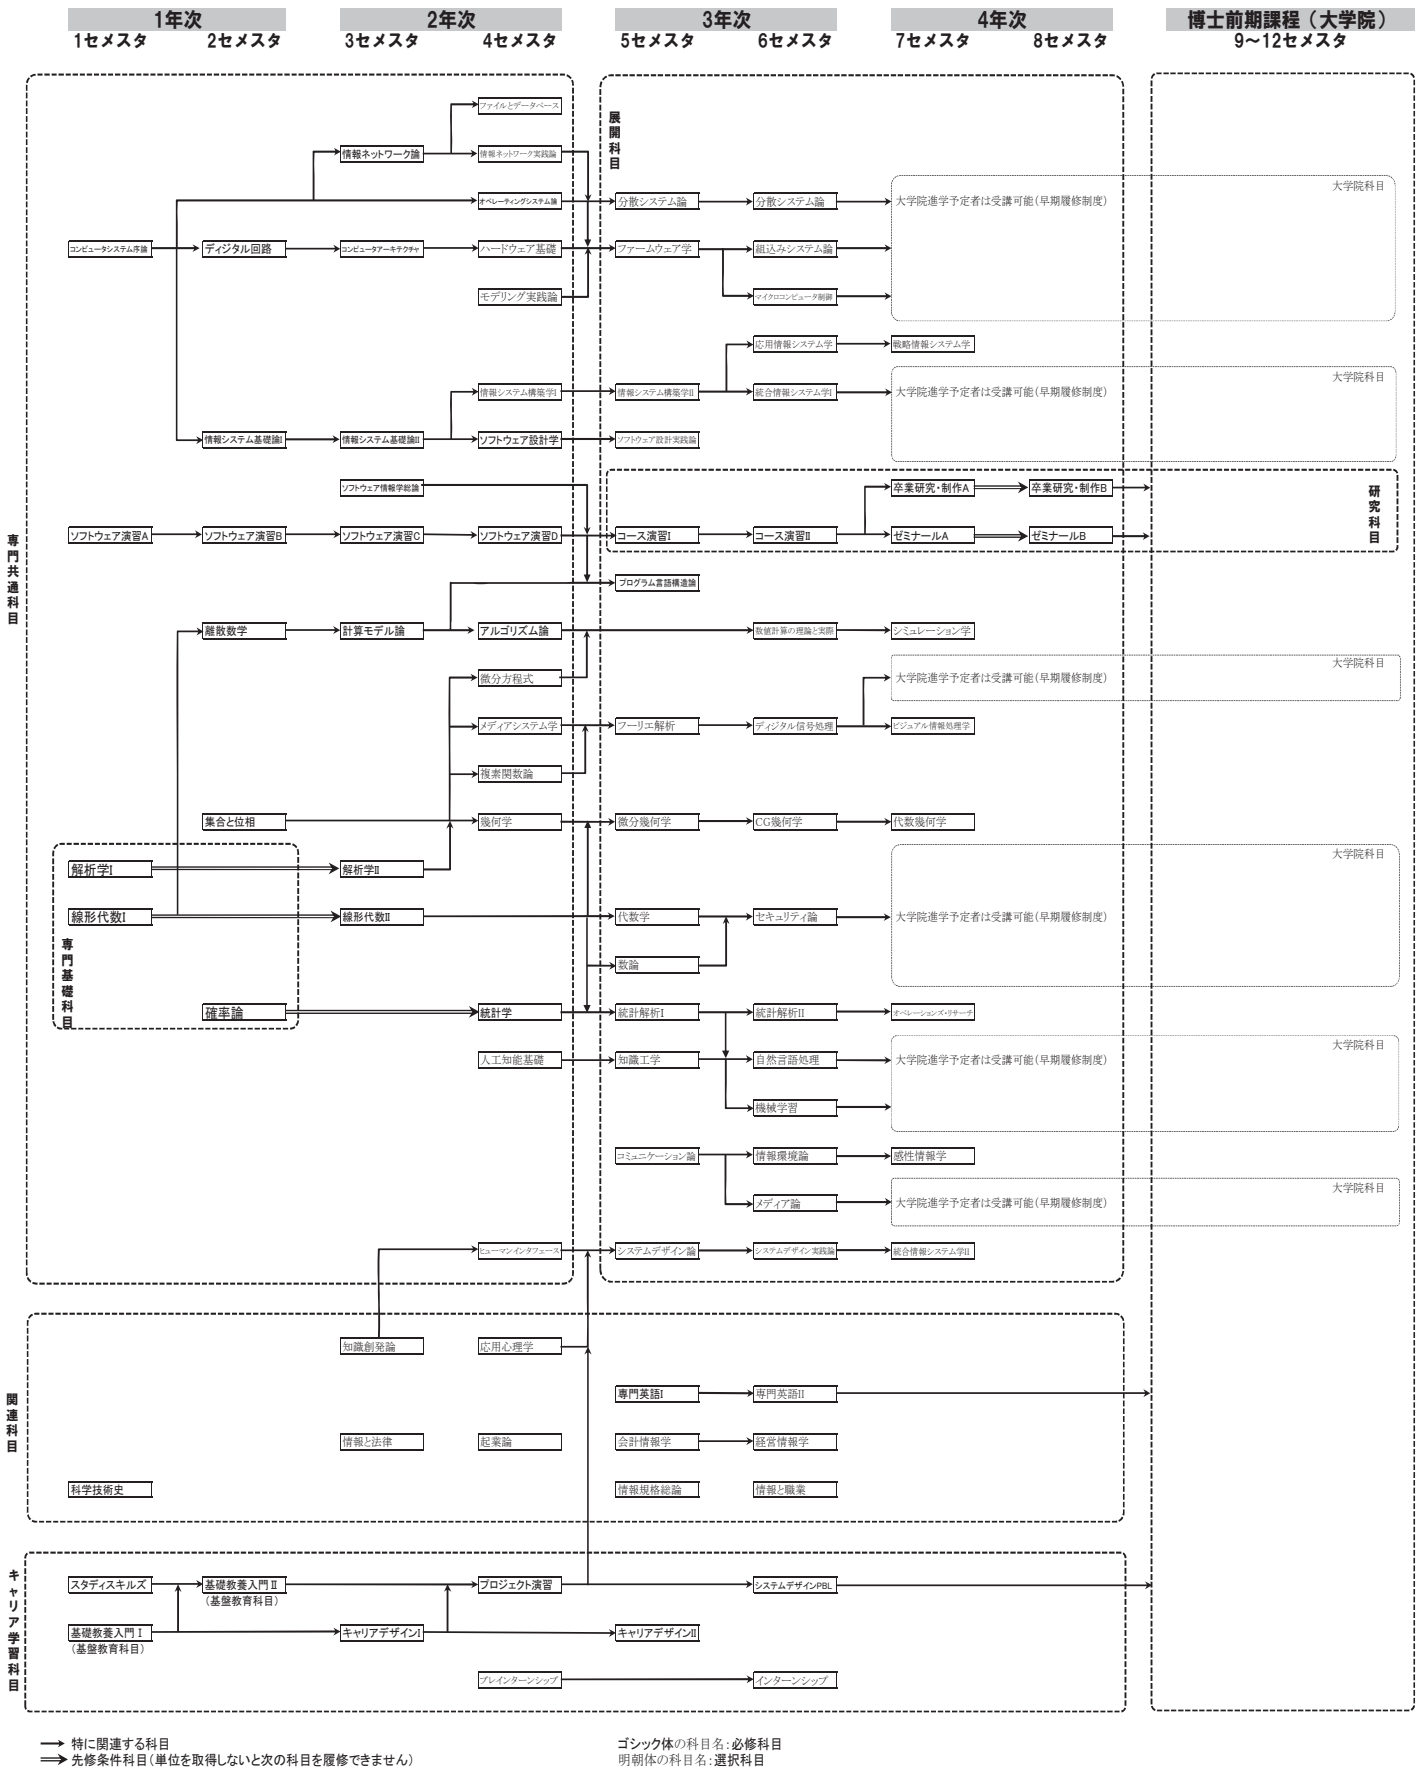 1年次 2年次 3年次 4年次 博士前期課程（大学院）
1セメスタ 2セメスタ 3セメスタ 4セメスタ 5セメスタ 6セメスタ 7セメスタ 8セメスタ 9～12セメスタ
専門共通科目
展開科目
ファイルとデータベース
情報ネットワーク論 情報ネットワーク実践論
大学院科目
オペレーティングシステム論 分散システム論 分散システム論 大学院進学予定者は受講可能（早期履修制度）
コンピュータシステム序論 ディジタル回路 コンピュータアーキテクチャ ハードウェア基礎 ファームウェア学 組込みシステム論
モデリング実践論 マイクロコンピュータ制御
応用情報システム学 戦略情報システム学
大学院科目
情報システム構築学I 情報システム構築学II 統合情報システム学I 大学院進学予定者は受講可能（早期履修制度）
情報システム基礎論I 情報システム基礎論II ソフトウェア設計学 ソフトウェア設計実践論
ソフトウェア情報学総論 卒業研究・制作A 卒業研究・制作B
研究科目
ソフトウェア演習A ソフトウェア演習B ソフトウェア演習C ソフトウェア演習D コース演習I コース演習II ゼミナールA ゼミナールB
プログラム言語構造論
離散数学 計算モデル論 アルゴリズム論 数値計算の理論と実際 シミュレーション学
大学院科目
微分方程式 大学院進学予定者は受講可能（早期履修制度）
メディアシステム学 フーリエ解析 ディジタル信号処理 ビジュアル情報処理学
複素関数論
集合と位相 幾何学 微分幾何学 CG幾何学 代数幾何学
大学院科目
解析学I 解析学II
線形代数I 線形代数II 代数学 セキュリティ論 大学院進学予定者は受講可能（早期履修制度）
専門基礎科目
数論
確率論 統計学 統計解析I 統計解析II オペレーションズ・リサーチ
大学院科目
人工知能基礎 知識工学 自然言語処理 大学院進学予定者は受講可能（早期履修制度）
機械学習
コミュニケーション論 情報環境論 感性情報学
大学院科目
メディア論 大学院進学予定者は受講可能（早期履修制度）
ヒューマンインタフェース システムデザイン論 システムデザイン実践論 統合情報システム学II
関連科目
知識創発論 応用心理学
専門英語I 専門英語II
情報と法律 起業論 会計情報学 経営情報学
科学技術史 情報規格総論 情報と職業
キャリア学習科目
スタディスキルズ 基礎教養入門Ⅱ プロジェクト演習 システムデザインPBL
（基盤教育科目）
基礎教養入門Ⅰ キャリアデザインI キャリアデザインII
（基盤教育科目）
プレインターンシップ インターンシップ
特に関連する科目 ゴシック体の科目名：必修科目
先修条件科目（単位を取得しないと次の科目を履修できません） 明朝体の科目名：選択科目